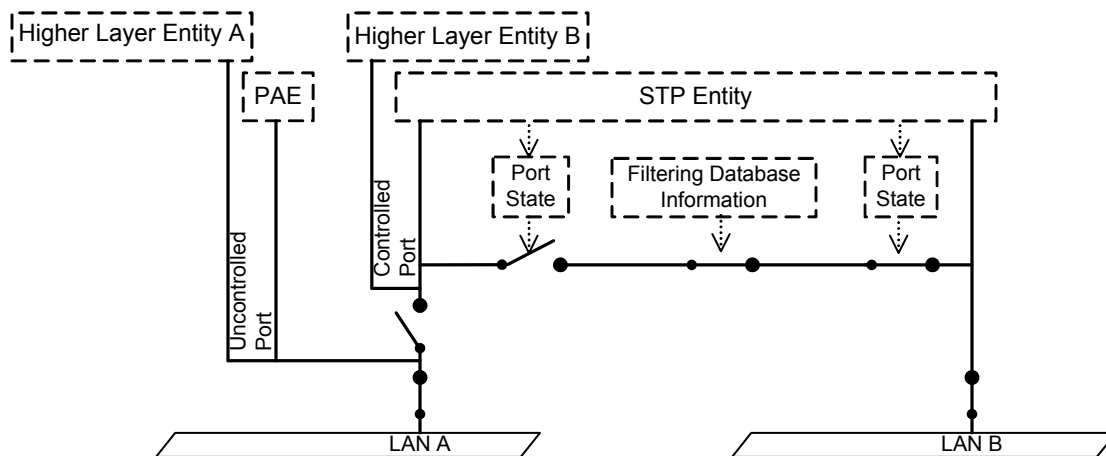 Higher Layer Entity A
Higher Layer Entity B
PAE
STP Entity
Port
State
Filtering Database
Information
Port
State
Uncontrolled
Port
Controlled
Port
LAN A
LAN B